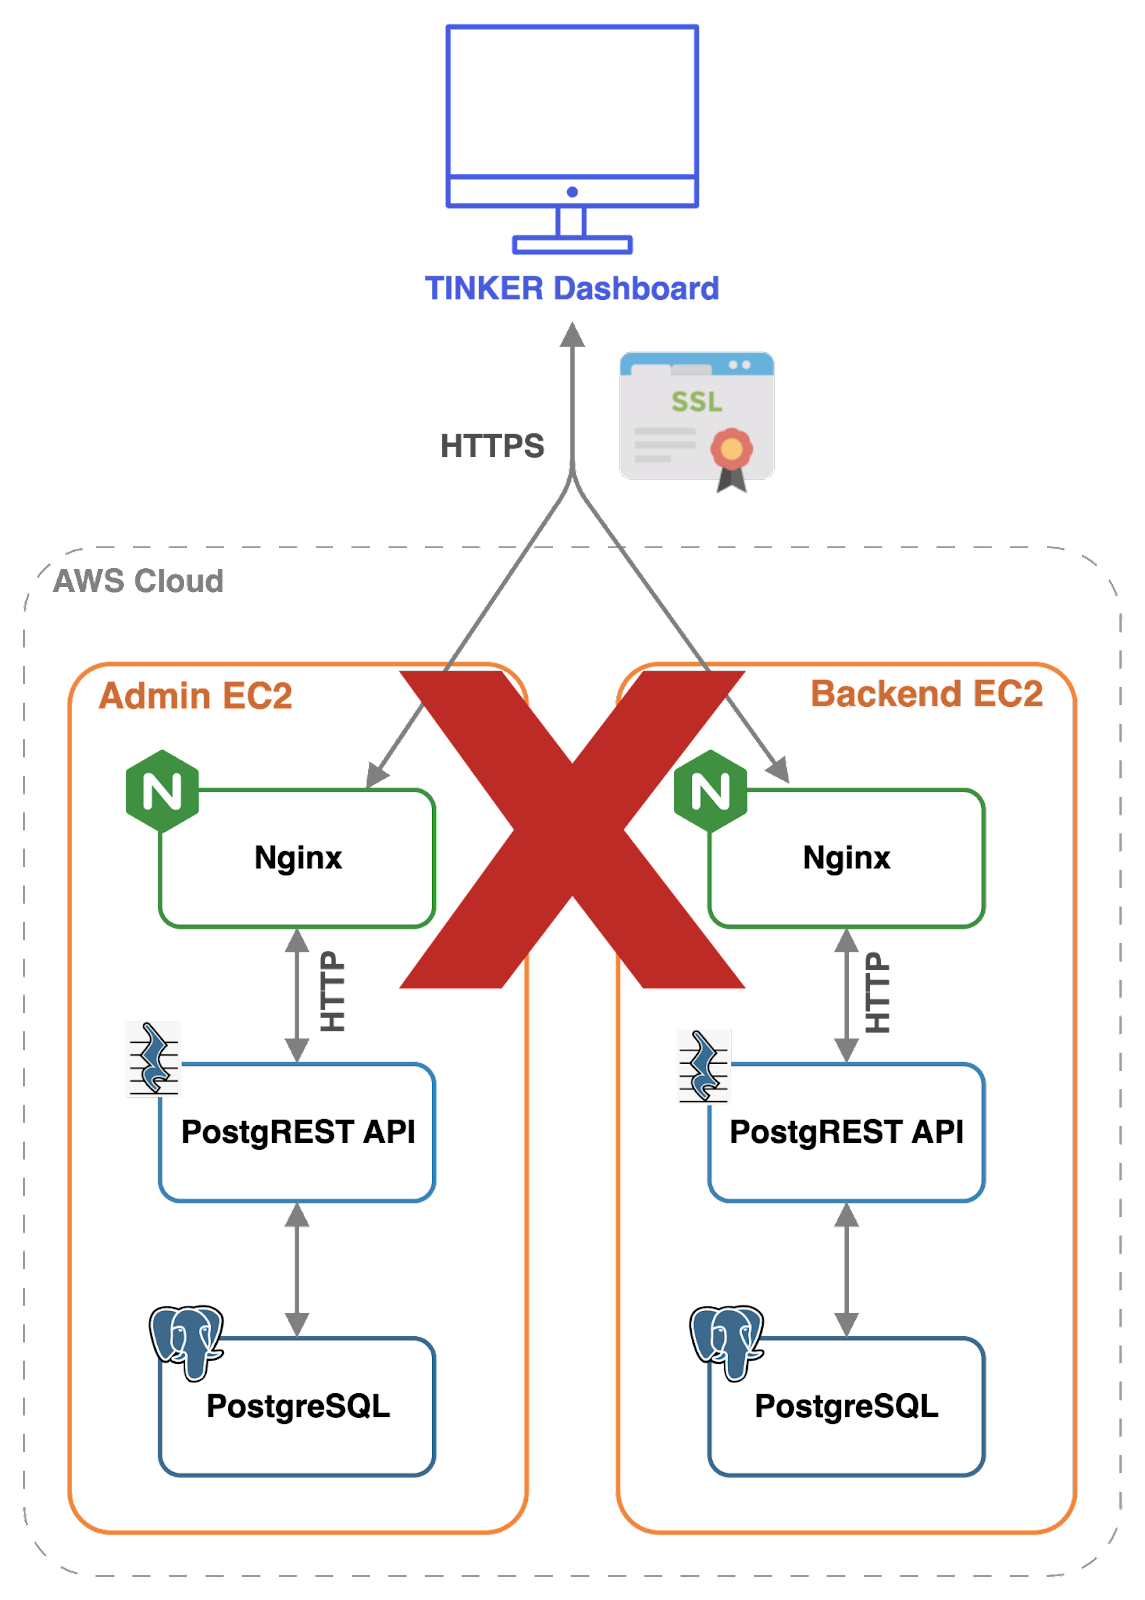 TINKER Dashboard
SSL
HTTPS
AWS Cloud
Admin EC2
Backend EC2
N
Nginx
N
Nginx
HTTP
HTTP
PostgREST API
PostgREST API
PostgreSQL
PostgreSQL